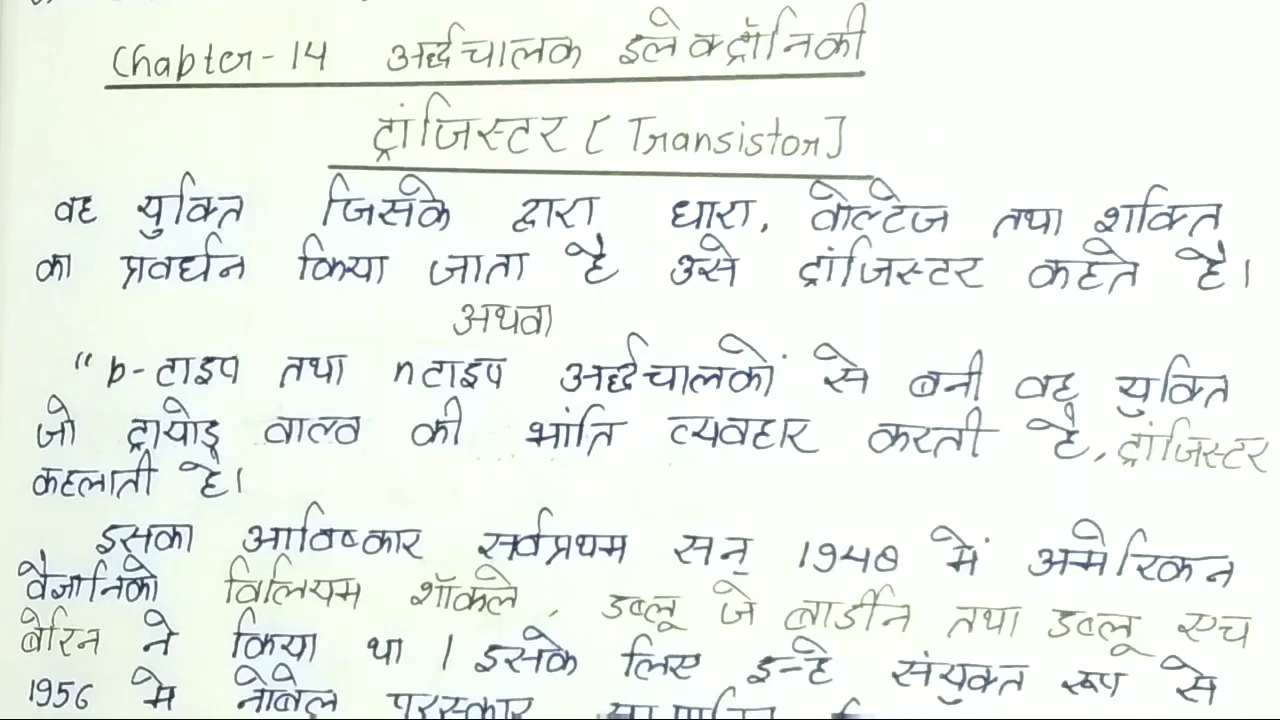 Chapter-14 अर्द्धचालक इलेक्ट्रॉनिकी
ट्रांजिस्टर [Transistor]
वह युक्ति जिसके द्वारा धारा, वोल्टेज तथा शक्ति
का प्रवर्धन किया जाता है उसे ट्रांजिस्टर कहते है।
अथवा
"p-टाइप तथा nटाइप अर्द्धचालकों से बनी वह युक्ति
जो ट्रायोड वाल्व की भांति व्यवहार करती है, ट्रांजिस्टर
कहलाती है।
इसका आविष्कार सर्वप्रथम सन् 1948 में अमेरिकन
वैज्ञानिको विलियम शॉकले, डब्लू जे बार्डीन तथा डब्लू एच
बेरिन ने किया था। इसके लिए इन्हे संयुक्त रूप से
1956 मे नोबेल पुरस्कार